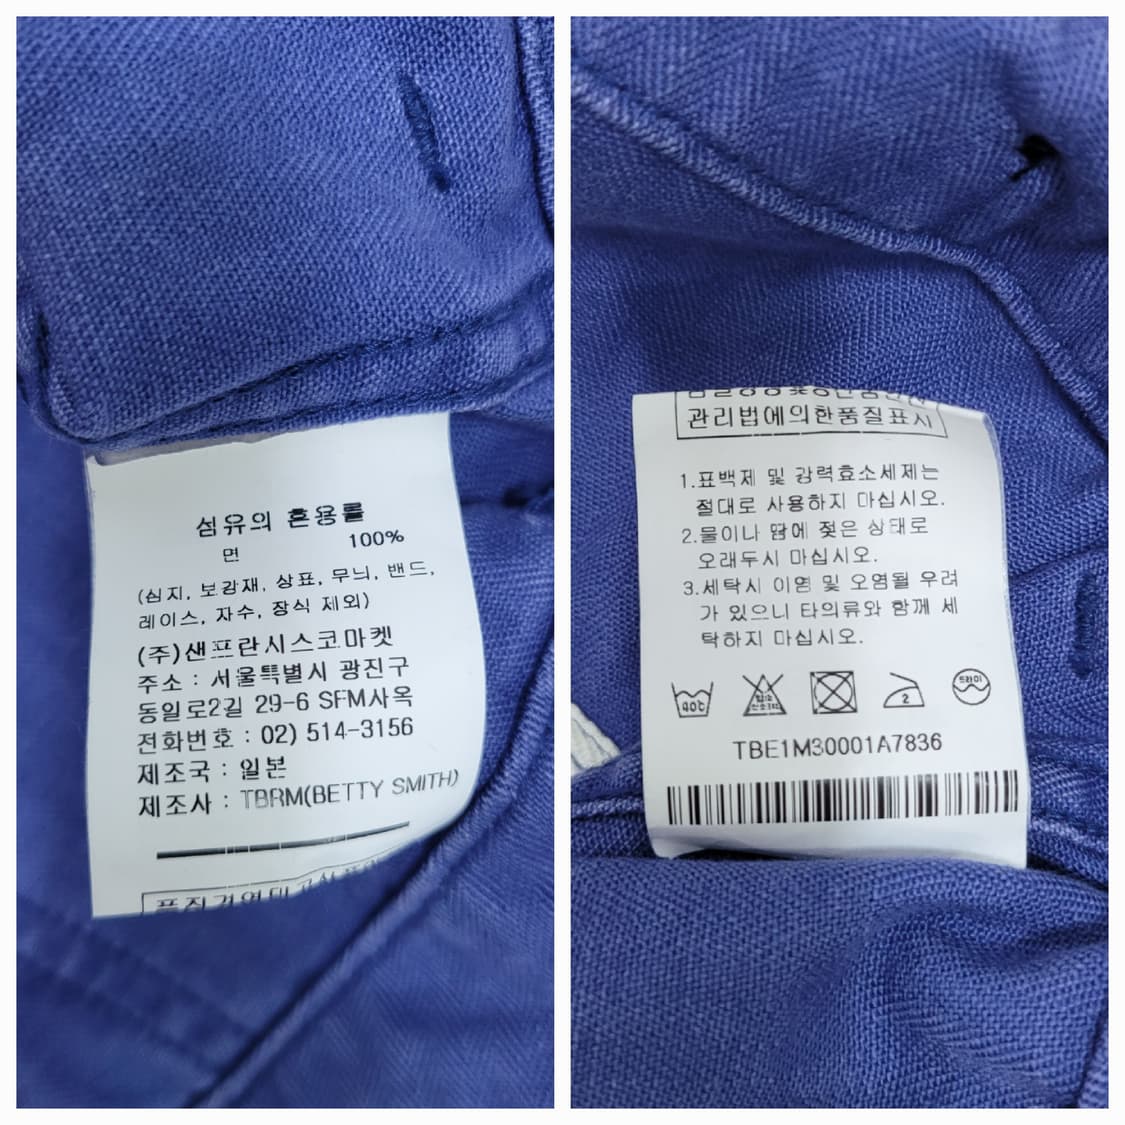 섬유의 혼용률
면 100%
(심지, 보강재, 상표, 무늬, 밴드,
레이스, 자수, 장식 제외)
(주)샌프란시스코마켓
주소 : 서울특별시 광진구
동일로2길 29-6 SFM사옥
전화번호 : 02) 514-3156
제조국 : 일본
제조사 : TBRM(BETTY SMITH)
관리법에의한품질표시
1.표백제 및 강력효소세제는
절대로 사용하지 마십시오.
2.물이나 땀에 젖은 상태로
오래두시 마십시오.
3.세탁시 이염 및 오염될 우려
가 있으니 타의류와 함께 세
탁하지 마십시오.
40℃
2
드라이
TBE1M30001A7836